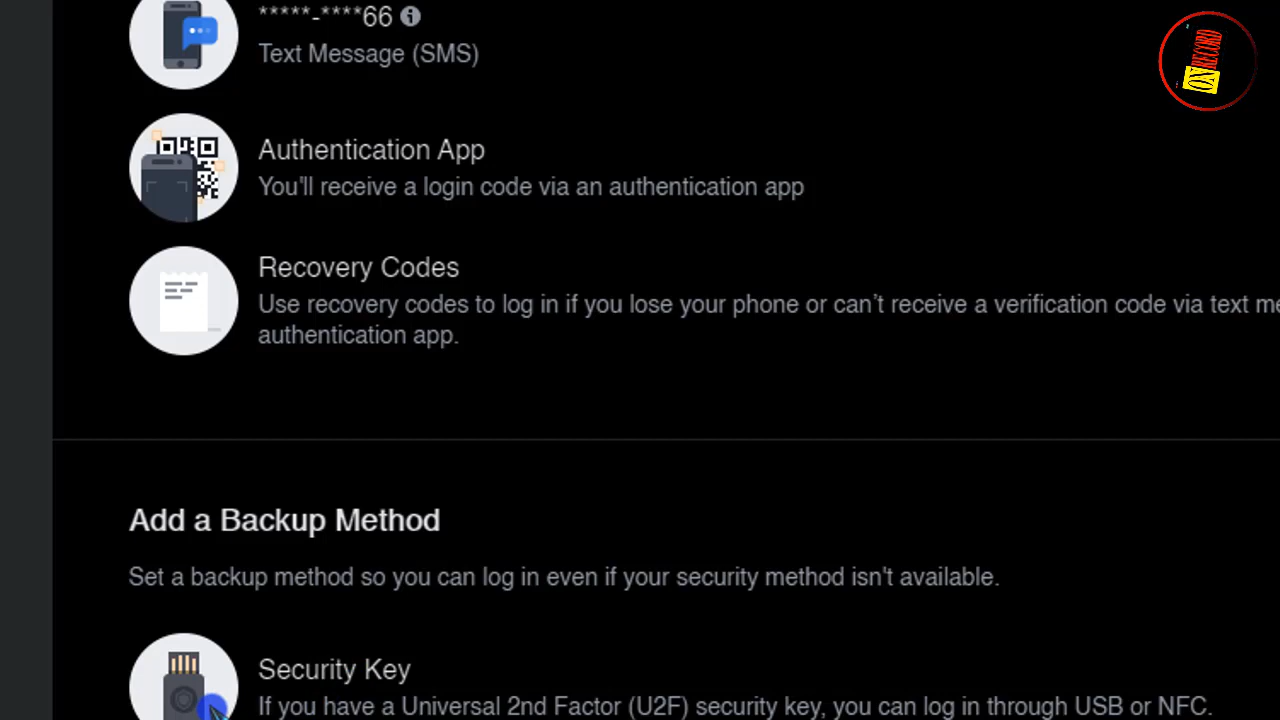 *****-****66
Text Message (SMS)
ON RECORD
Authentication App
You'll receive a login code via an authentication app
Recovery Codes
Use recovery codes to log in if you lose your phone or can't receive a verification code via text me
authentication app.
Add a Backup Method
Set a backup method so you can log in even if your security method isn't available.
Security Key
If you have a Universal 2nd Factor (U2F) security key, you can log in through USB or NFC.